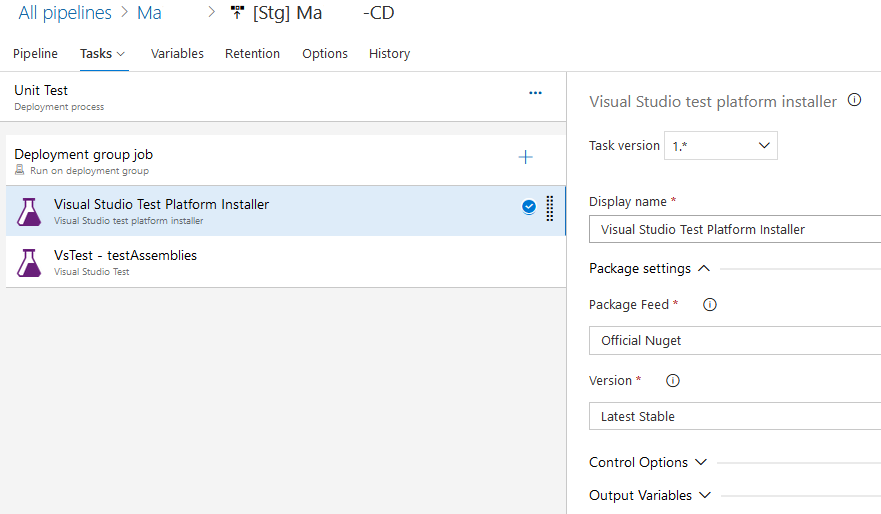 All pipelines > Ma > [Stg] Ma -CD
Pipeline Tasks Variables Retention Options History
Unit Test
Deployment process
Deployment group job
Run on deployment group
Visual Studio Test Platform Installer
Visual Studio test platform installer
VsTest - testAssemblies
Visual Studio Test
Visual Studio test platform installer
Task version 1.*
Display name *
Visual Studio Test Platform Installer
Package settings
Package Feed *
Official Nuget
Version *
Latest Stable
Control Options
Output Variables